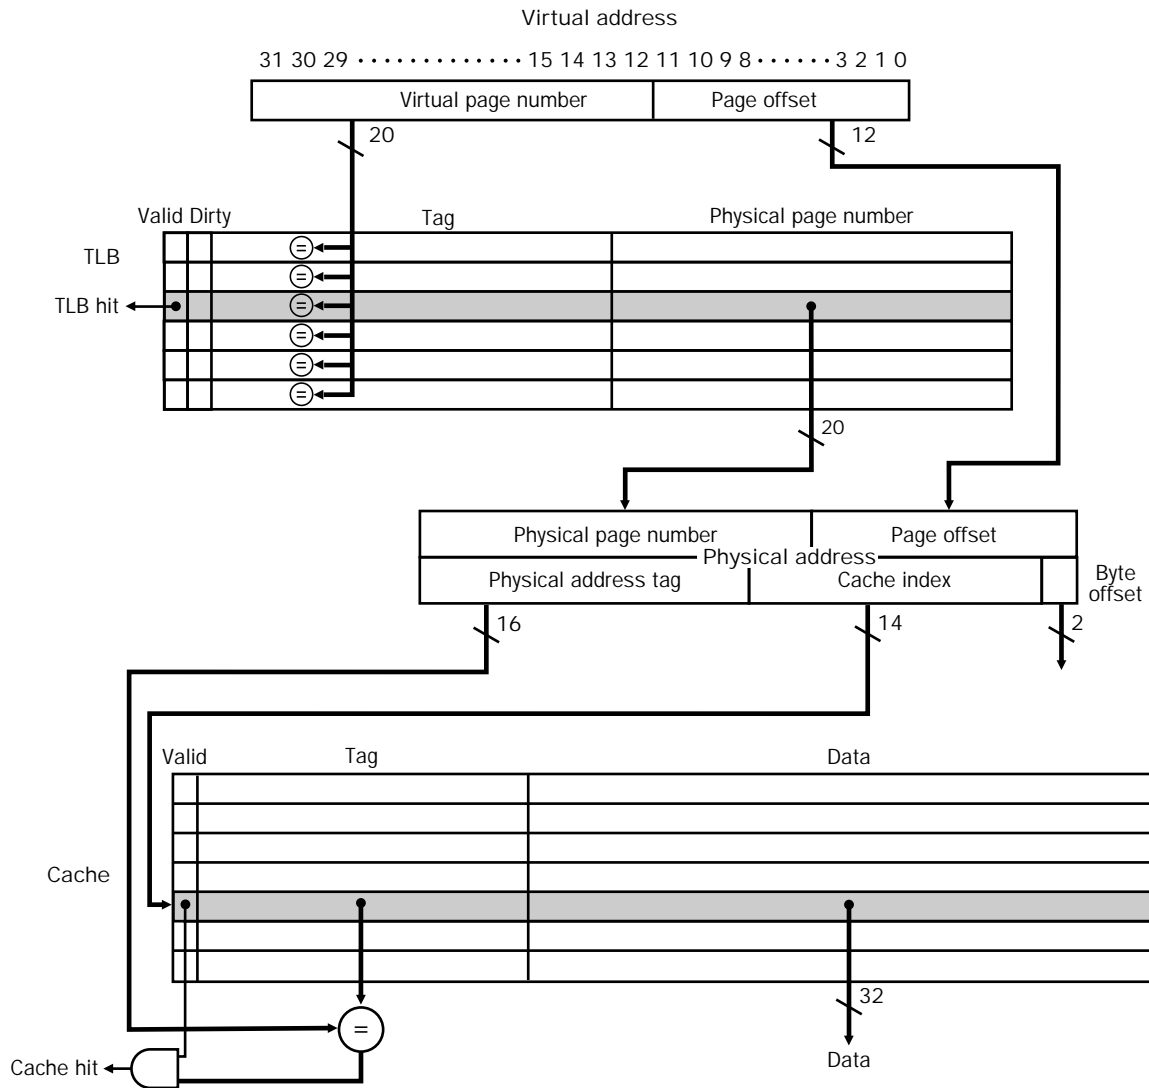 Virtual address
31 30 29 ············· 15 14 13 12 11 10 9 8 ······ 3 2 1 0
Virtual page number Page offset
20 12
Valid Dirty Tag Physical page number
TLB
=
=
TLB hit =
=
=
=
20
Physical page number Page offset
Physical address
Physical address tag Cache index Byte
offset
16 14 2
Valid Tag Data
Cache
32
=
Cache hit Data